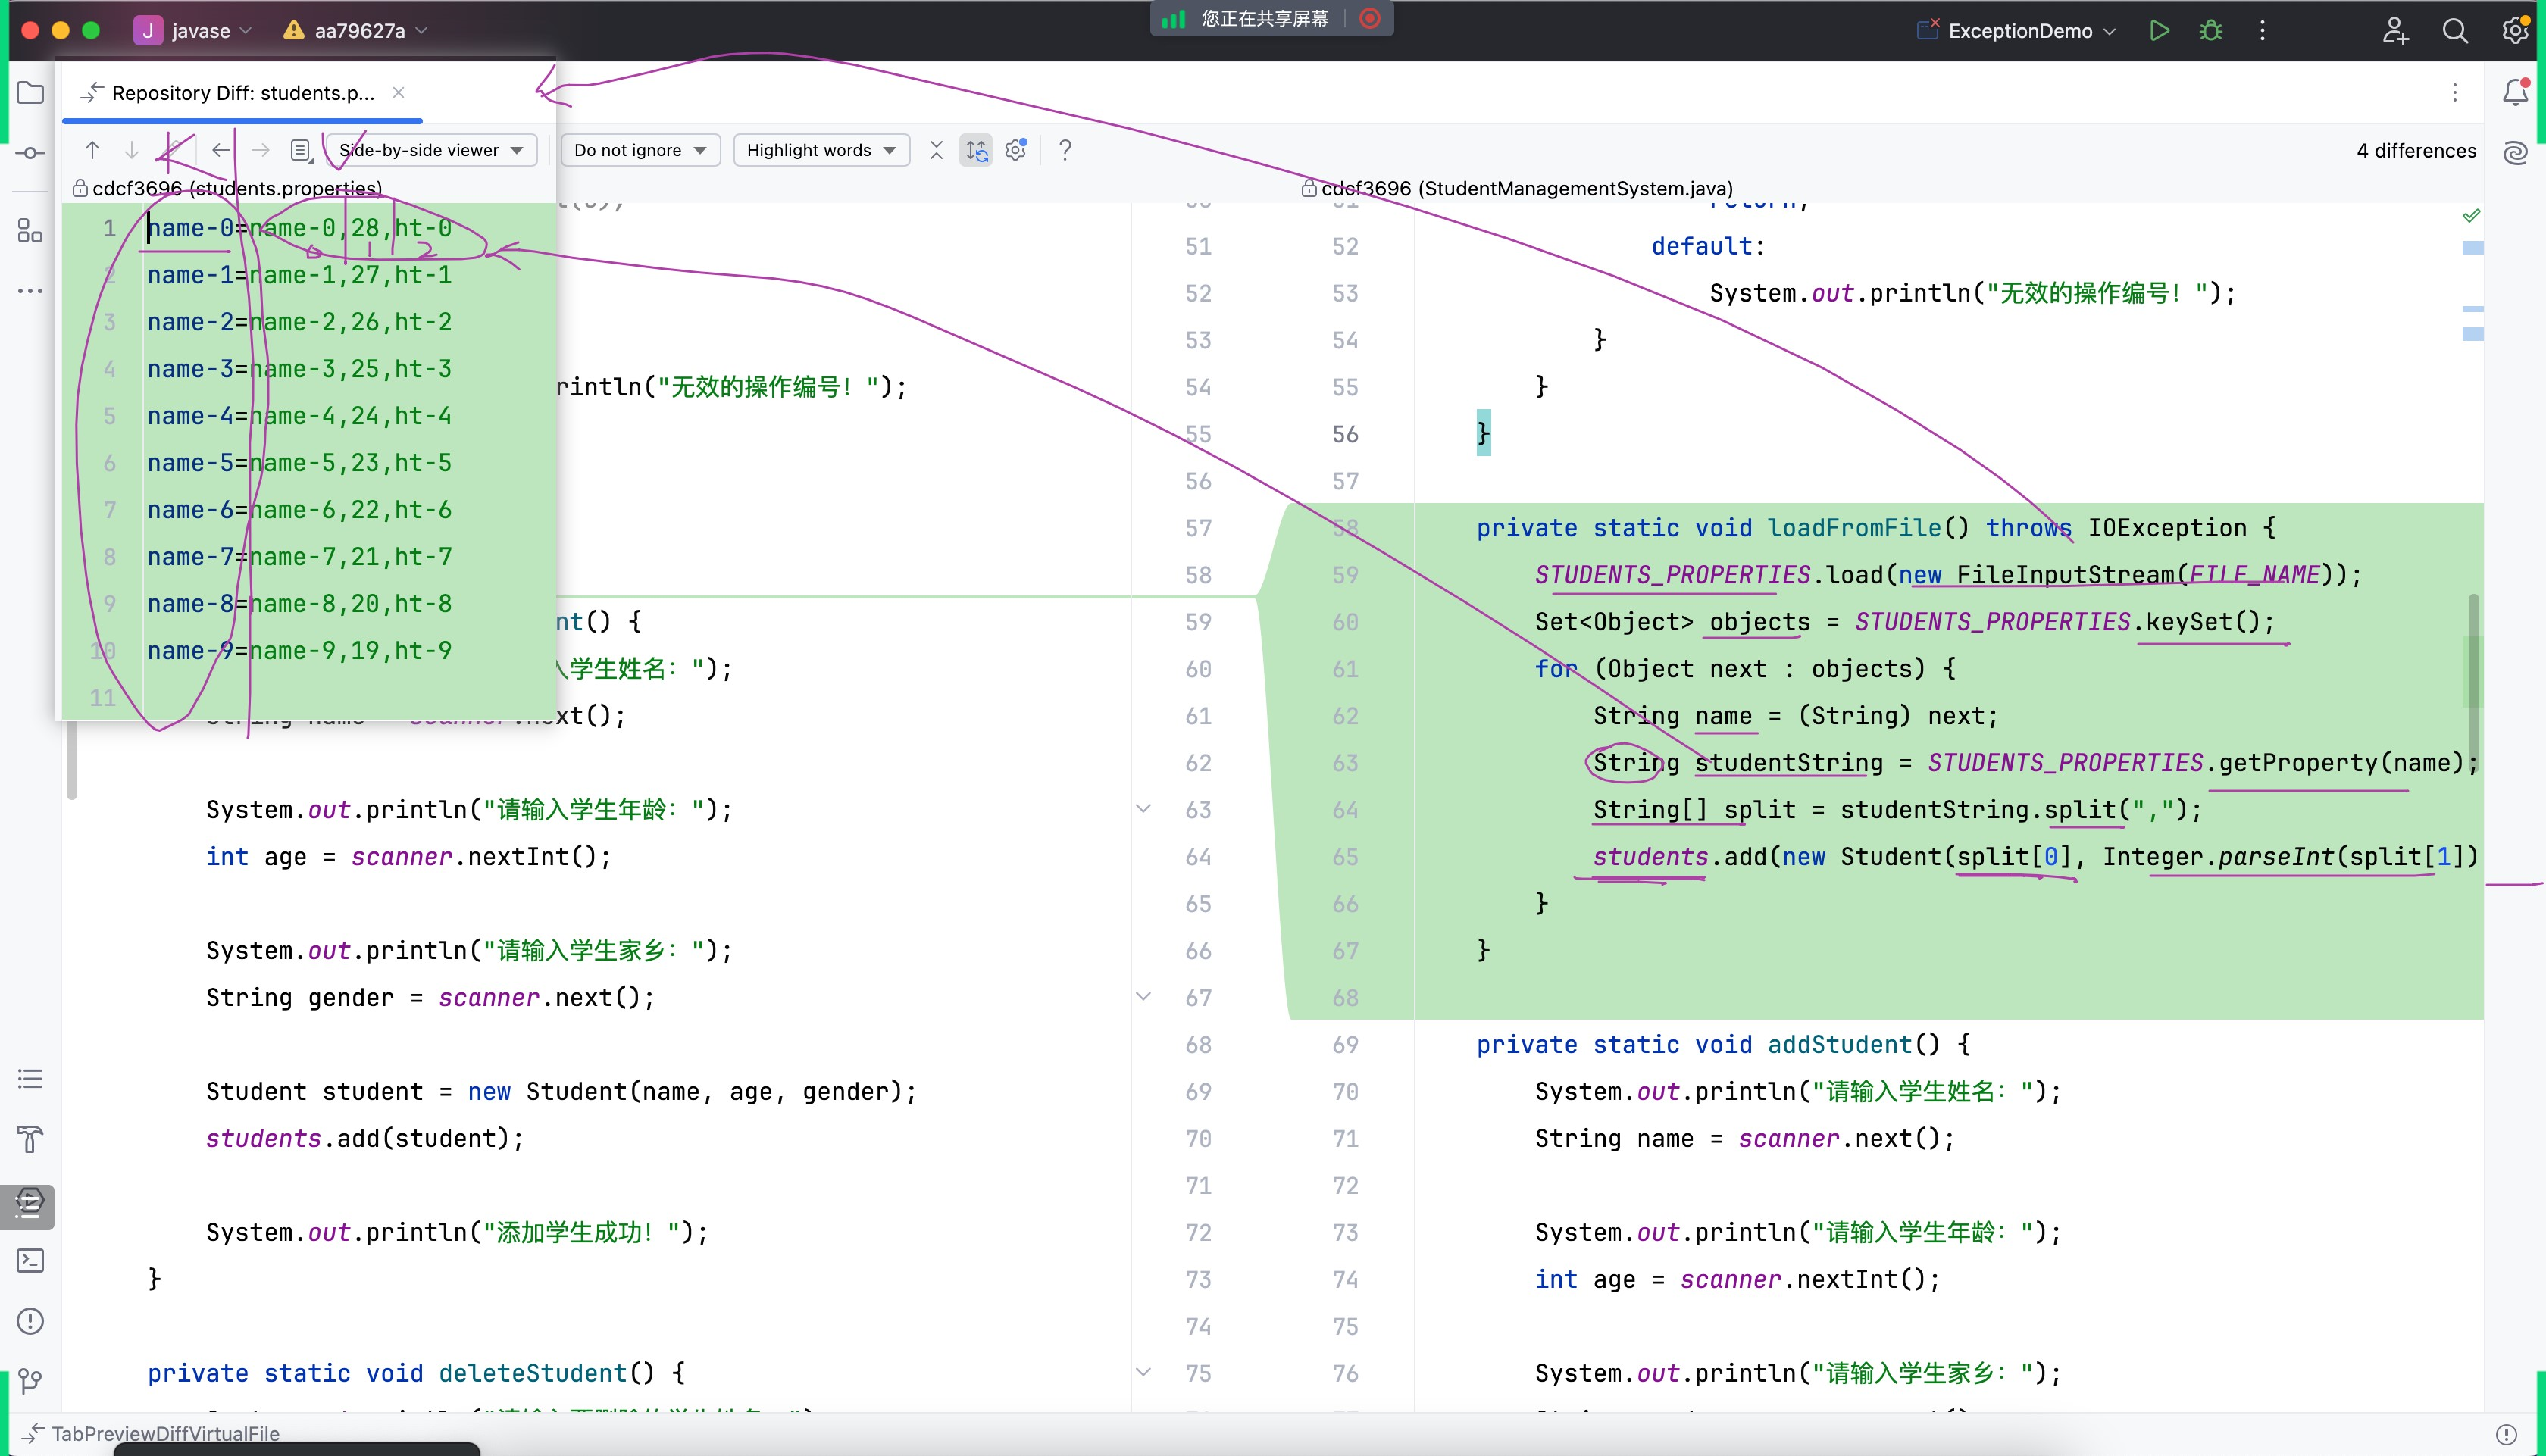 javase
aa79627a
您正在共享屏幕
ExceptionDemo
Repository Diff: students.p...
Side-by-side viewer
Do not ignore
Highlight words
?
4 differences
cdcf3696 (students.properties)
cdcf3696 (StudentManagementSystem.java)
K
V
1 name-0=name-0,28,ht-0
0 1 2
2 name-1=name-1,27,ht-1
3 name-2=name-2,26,ht-2
4 name-3=name-3,25,ht-3
5 name-4=name-4,24,ht-4
6 name-5=name-5,23,ht-5
7 name-6=name-6,22,ht-6
8 name-7=name-7,21,ht-7
9 name-8=name-8,20,ht-8
10 name-9=name-9,19,ht-9
11
51
52
53
rintln("无效的操作编号！"); 54
55
56
57
58
nt() { 59
入学生姓名："); 60
xt(); 61
62
System.out.println("请输入学生年龄："); 63
int age = scanner.nextInt(); 64
65
System.out.println("请输入学生家乡："); 66
String gender = scanner.next(); 67
68
Student student = new Student(name, age, gender); 69
students.add(student); 70
71
System.out.println("添加学生成功！"); 72
} 73
74
private static void deleteStudent() { 75
return;
52 default:
53 System.out.println("无效的操作编号！");
54 }
55 }
56 }
57
58 private static void loadFromFile() throws IOException {
59 STUDENTS_PROPERTIES.load(new FileInputStream(FILE_NAME));
60 Set<Object> objects = STUDENTS_PROPERTIES.keySet();
61 for (Object next : objects) {
62 String name = (String) next;
63 String studentString = STUDENTS_PROPERTIES.getProperty(name);
64 String[] split = studentString.split(",");
65 students.add(new Student(split[0], Integer.parseInt(split[1])
66 }
67 }
68
69 private static void addStudent() {
70 System.out.println("请输入学生姓名：");
71 String name = scanner.next();
72
73 System.out.println("请输入学生年龄：");
74 int age = scanner.nextInt();
75
76 System.out.println("请输入学生家乡：");
TabPreviewDiffVirtualFile